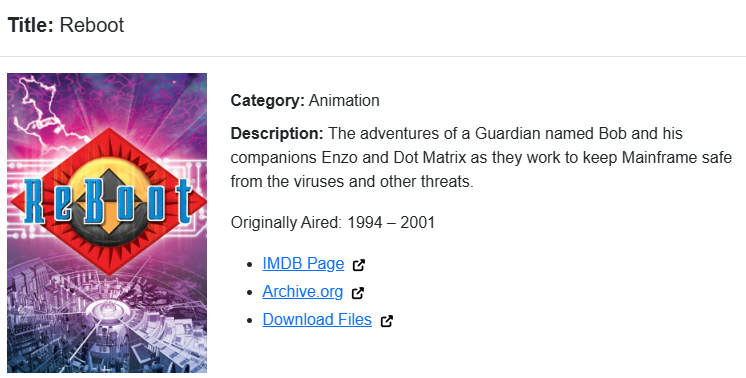 Title: Reboot
ReBoot
Category: Animation
Description: The adventures of a Guardian named Bob and his
companions Enzo and Dot Matrix as they work to keep Mainframe safe
from the viruses and other threats.
Originally Aired: 1994 – 2001
IMDB Page
Archive.org
Download Files